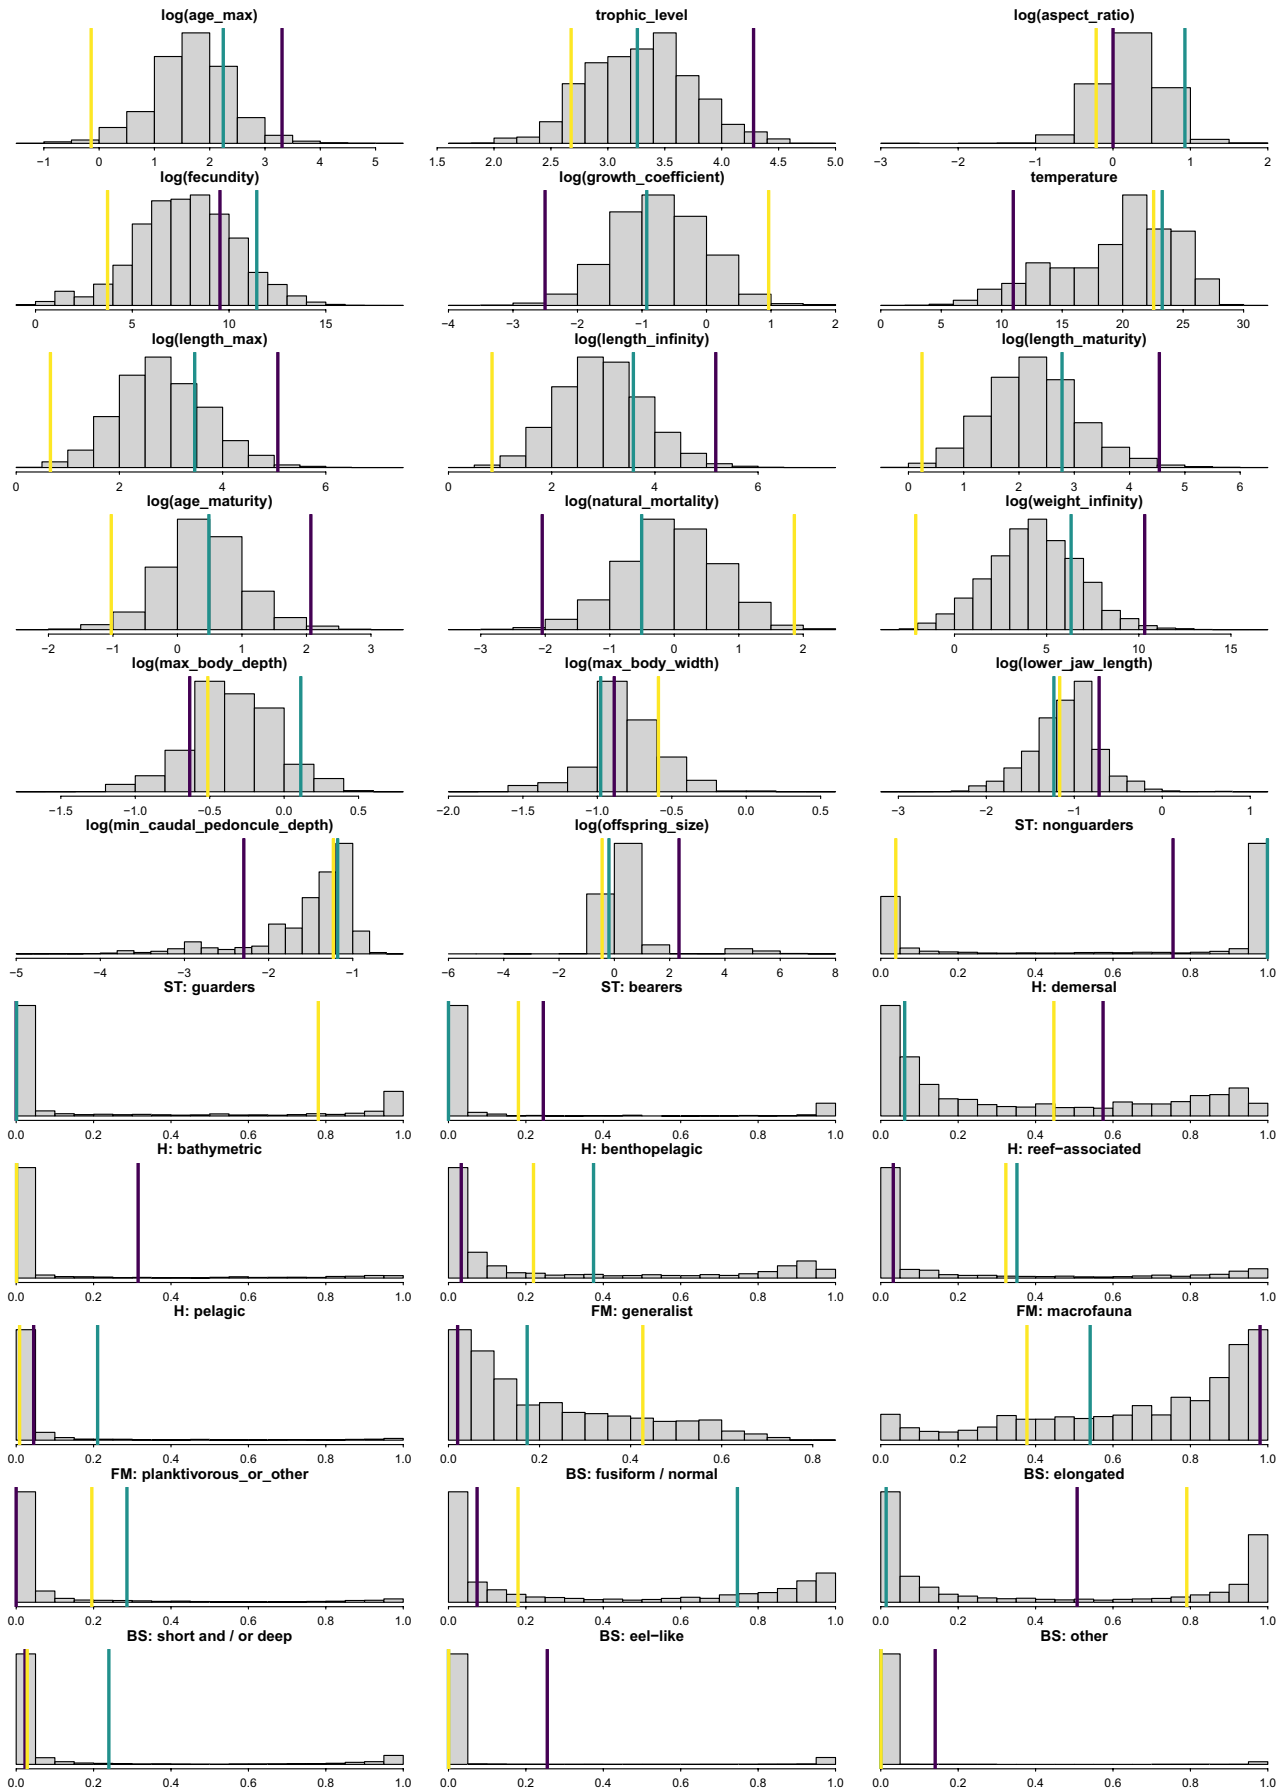 log(age_max) trophic_level log(aspect_ratio)
−1 0 1 2 3 4 5 1.5 2.0 2.5 3.0 3.5 4.0 4.5 5.0 −3 −2 −1 0 1 2
log(fecundity) log(growth_coefficient) temperature
0 5 10 15 −4 −3 −2 −1 0 1 2 0 5 10 15 20 25 30
log(length_max) log(length_infinity) log(length_maturity)
0 2 4 6 0 2 4 6 0 1 2 3 4 5 6
log(age_maturity) log(natural_mortality) log(weight_infinity)
−2 −1 0 1 2 3 −3 −2 −1 0 1 2 0 5 10 15
log(max_body_depth) log(max_body_width) log(lower_jaw_length)
−1.5 −1.0 −0.5 0.0 0.5 −2.0 −1.5 −1.0 −0.5 0.0 0.5 −3 −2 −1 0 1
log(min_caudal_pedoncule_depth) log(offspring_size) ST: nonguarders
−5 −4 −3 −2 −1 −6 −4 −2 0 2 4 6 8 0.0 0.2 0.4 0.6 0.8 1.0
ST: guarders ST: bearers H: demersal
0.0 0.2 0.4 0.6 0.8 1.0 0.0 0.2 0.4 0.6 0.8 1.0 0.0 0.2 0.4 0.6 0.8 1.0
H: bathymetric H: benthopelagic H: reef−associated
0.0 0.2 0.4 0.6 0.8 1.0 0.0 0.2 0.4 0.6 0.8 1.0 0.0 0.2 0.4 0.6 0.8 1.0
H: pelagic FM: generalist FM: macrofauna
0.0 0.2 0.4 0.6 0.8 1.0 0.0 0.2 0.4 0.6 0.8 0.0 0.2 0.4 0.6 0.8 1.0
FM: planktivorous_or_other BS: fusiform / normal BS: elongated
0.0 0.2 0.4 0.6 0.8 1.0 0.0 0.2 0.4 0.6 0.8 1.0 0.0 0.2 0.4 0.6 0.8 1.0
BS: short and / or deep BS: eel−like BS: other
0.0 0.2 0.4 0.6 0.8 1.0 0.0 0.2 0.4 0.6 0.8 1.0 0.0 0.2 0.4 0.6 0.8 1.0